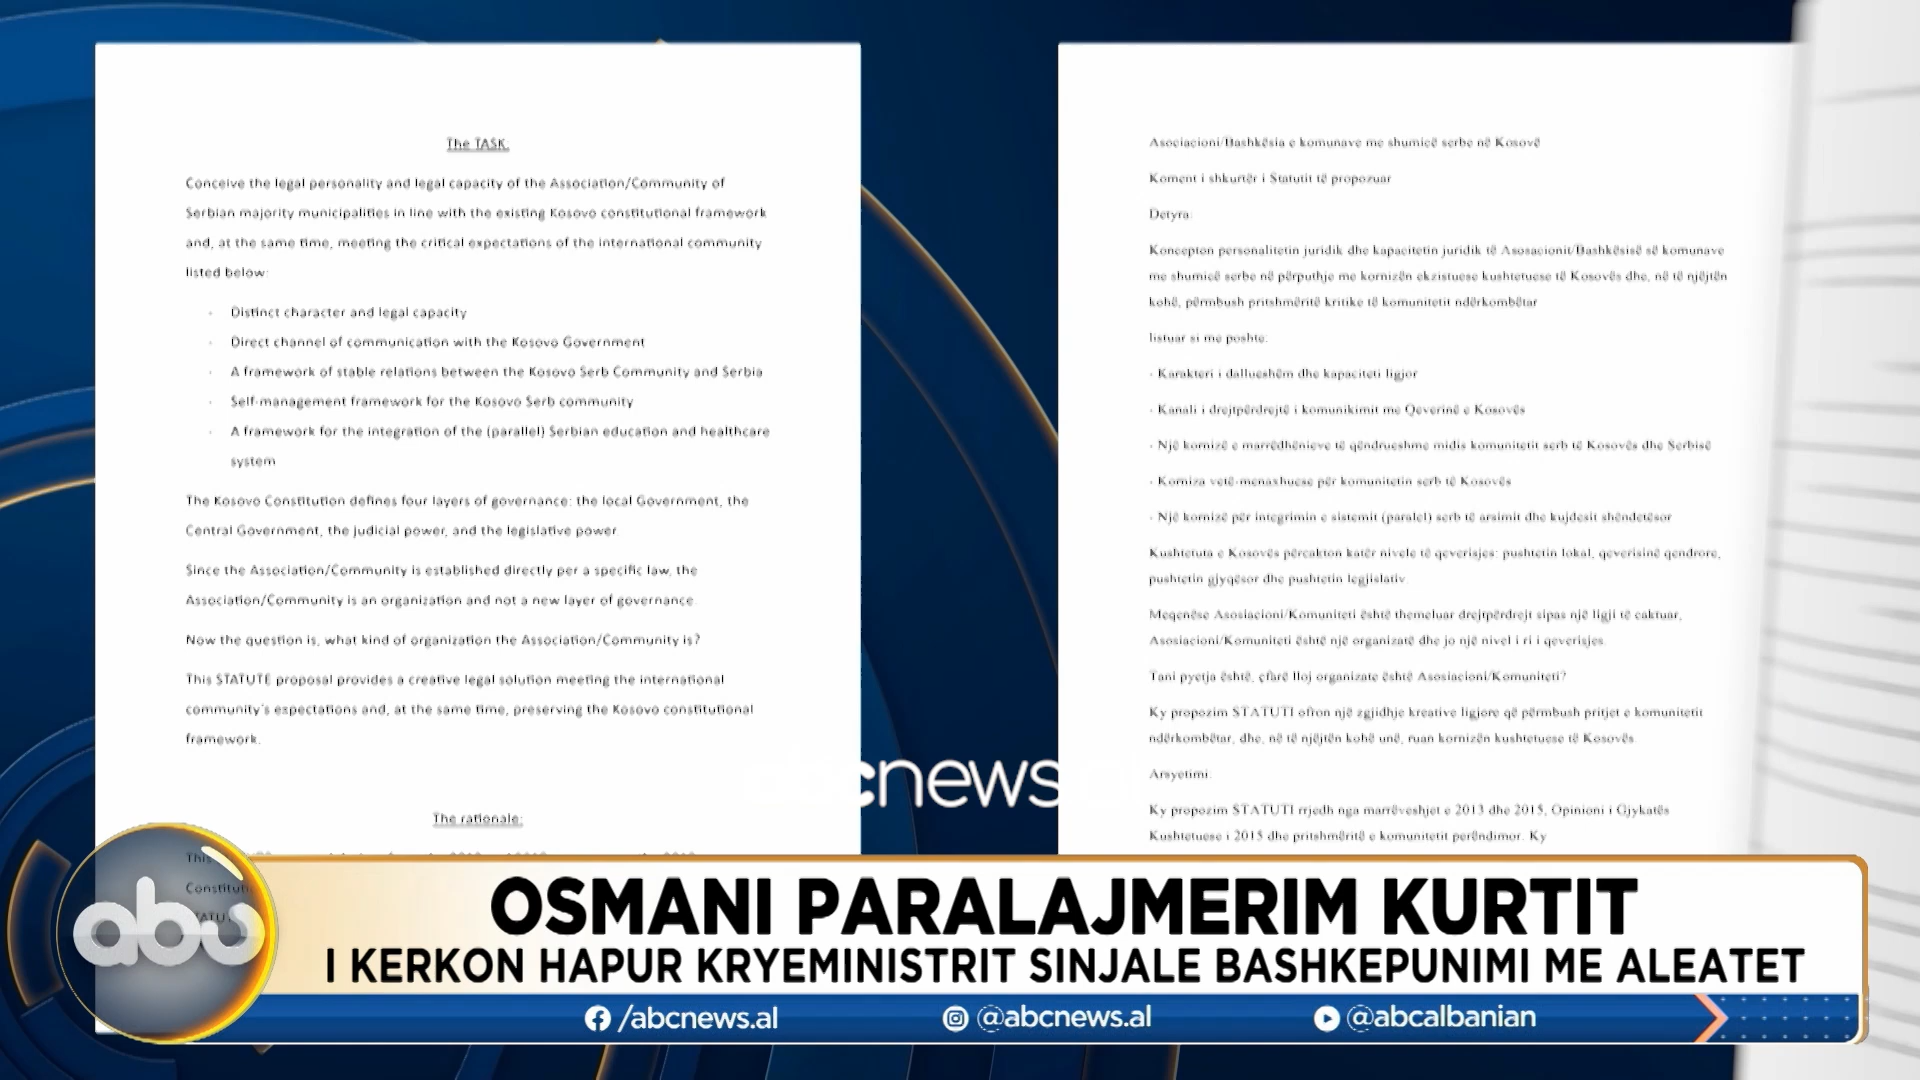 The TASK:
Conceive the legal personality and legal capacity of the Association/Community of
Serbian majority municipalities in line with the existing Kosovo constitutional framework
and, at the same time, meeting the critical expectations of the international community
listed below:
- Distinct character and legal capacity
- Direct channel of communication with the Kosovo Government
- A framework of stable relations between the Kosovo Serb Community and Serbia
- Self-management framework for the Kosovo Serb community
- A framework for the integration of the (parallel) Serbian education and healthcare
system
The Kosovo Constitution defines four layers of governance: the local Government, the
Central Government, the judicial power, and the legislative power.
Since the Association/Community is established directly per a specific law, the
Association/Community is an organization and not a new layer of governance.
Now the question is, what kind of organization the Association/Community is?
This STATUTE proposal provides a creative legal solution meeting the international
community's expectations and, at the same time, preserving the Kosovo constitutional
framework.
The rationale:
This
Asociacioni/Bashkësia e komunave me shumicë serbe në Kosovë
Koment i shkurtër i Statutit të propozuar
Detyra:
Koncepton personalitetin juridik dhe kapacitetin juridik të Asosacionit/Bashkësisë së komunave
me shumicë serbe në përputhje me kornizën ekzistuese kushtetuese të Kosovës dhe, në të njëjtën
kohë, përmbush pritshmëritë kritike të komunitetit ndërkombëtar
listuar si me poshte:
- Karakteri i dallueshëm dhe kapaciteti ligjor
- Kanali i drejtpërdrejtë i komunikimit me Qeverinë e Kosovës
- Një kornizë e marrëdhënieve të qëndrueshme midis komunitetit serb të Kosovës dhe Serbisë
- Korniza vetë-menaxhuese për komunitetin serb të Kosovës
- Një kornizë për integrimin e sistemit (paralel) serb të arsimit dhe kujdesit shëndetësor
Kushtetuta e Kosovës përcakton katër nivele të qeverisjes: pushtetin lokal, qeverisinë qendrore,
pushtetin gjyqësor dhe pushtetin legjislativ.
Meqenëse Asosiacioni/Komuniteti është themeluar drejtpërdrejt sipas një ligji të caktuar,
Asosiacioni/Komuniteti është një organizatë dhe jo një nivel i ri i qeverisjes.
Tani pyetja është, çfarë lloj organizate është Asosiacioni/Komuniteti?
Ky propozim STATUTI ofron një zgjidhje kreative ligjore që përmbush pritjet e komunitetit
ndërkombëtar, dhe, në të njëjtën kohë unë, ruan kornizën kushtetuese të Kosovës.
Arsyetimi:
Ky propozim STATUTI rrjedh nga marrëveshjet e 2013 dhe 2015, Opinioni i Gjykatës
Kushtetuese i 2015 dhe pritshmëritë e komunitetit perëndimor. Ky
abcnews.al
abc
OSMANI PARALAJMERIM KURTIT
I KERKON HAPUR KRYEMINISTRIT SINJALE BASHKEPUNIMI ME ALEATET
/abcnews.al
@abcnews.al
@abcalbanian